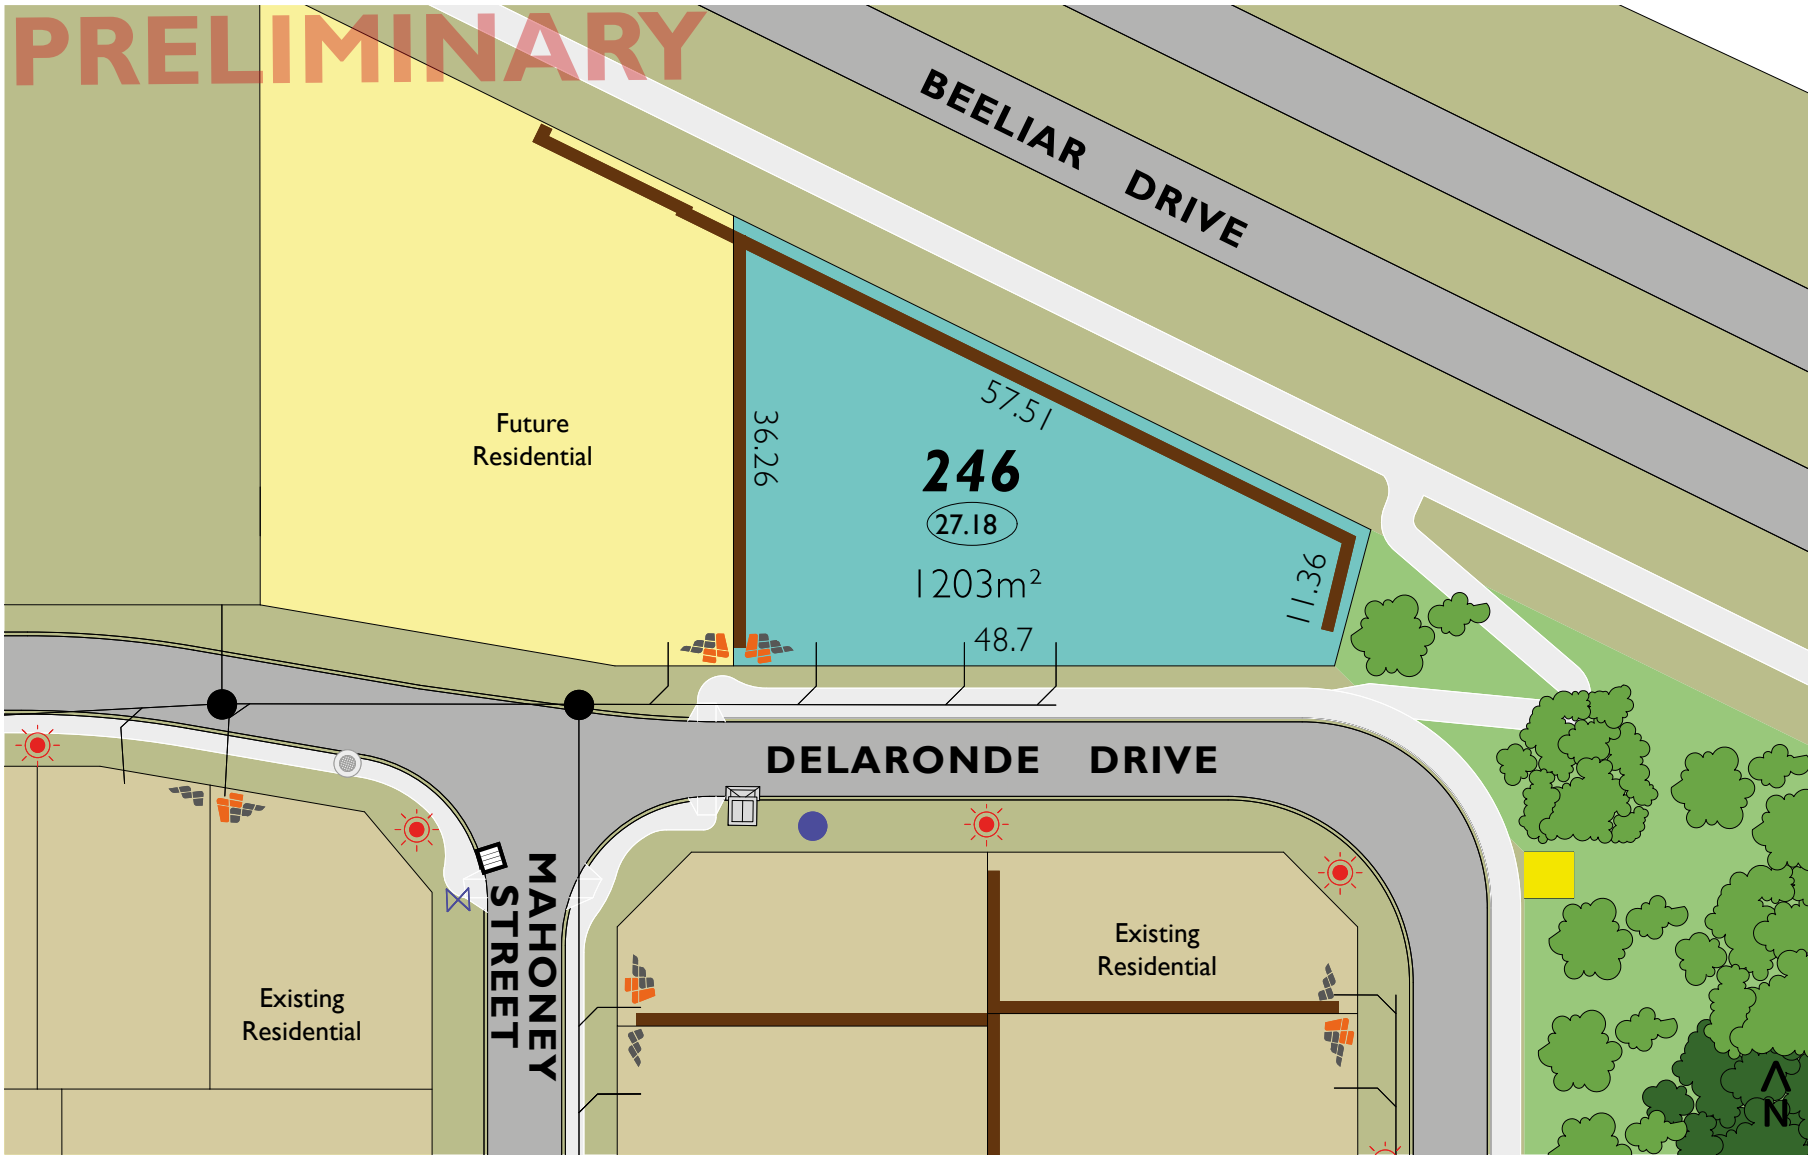 PRELIMINARY
BEELIAR DRIVE
Future
Residential
57.51
36.26
246
27.18
1203m²
11.36
48.7
DELARONDE DRIVE
MAHONEY
STREET
Existing
Residential
Existing
Residential
N